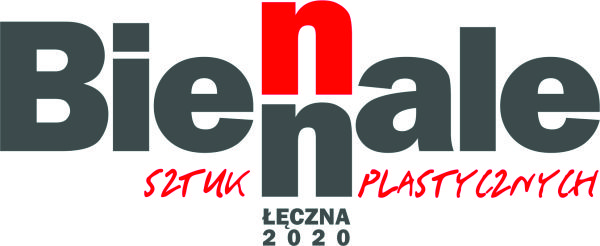 Biennale
SZTUK PLASTYCZNYCH
ŁĘCZNA
2020